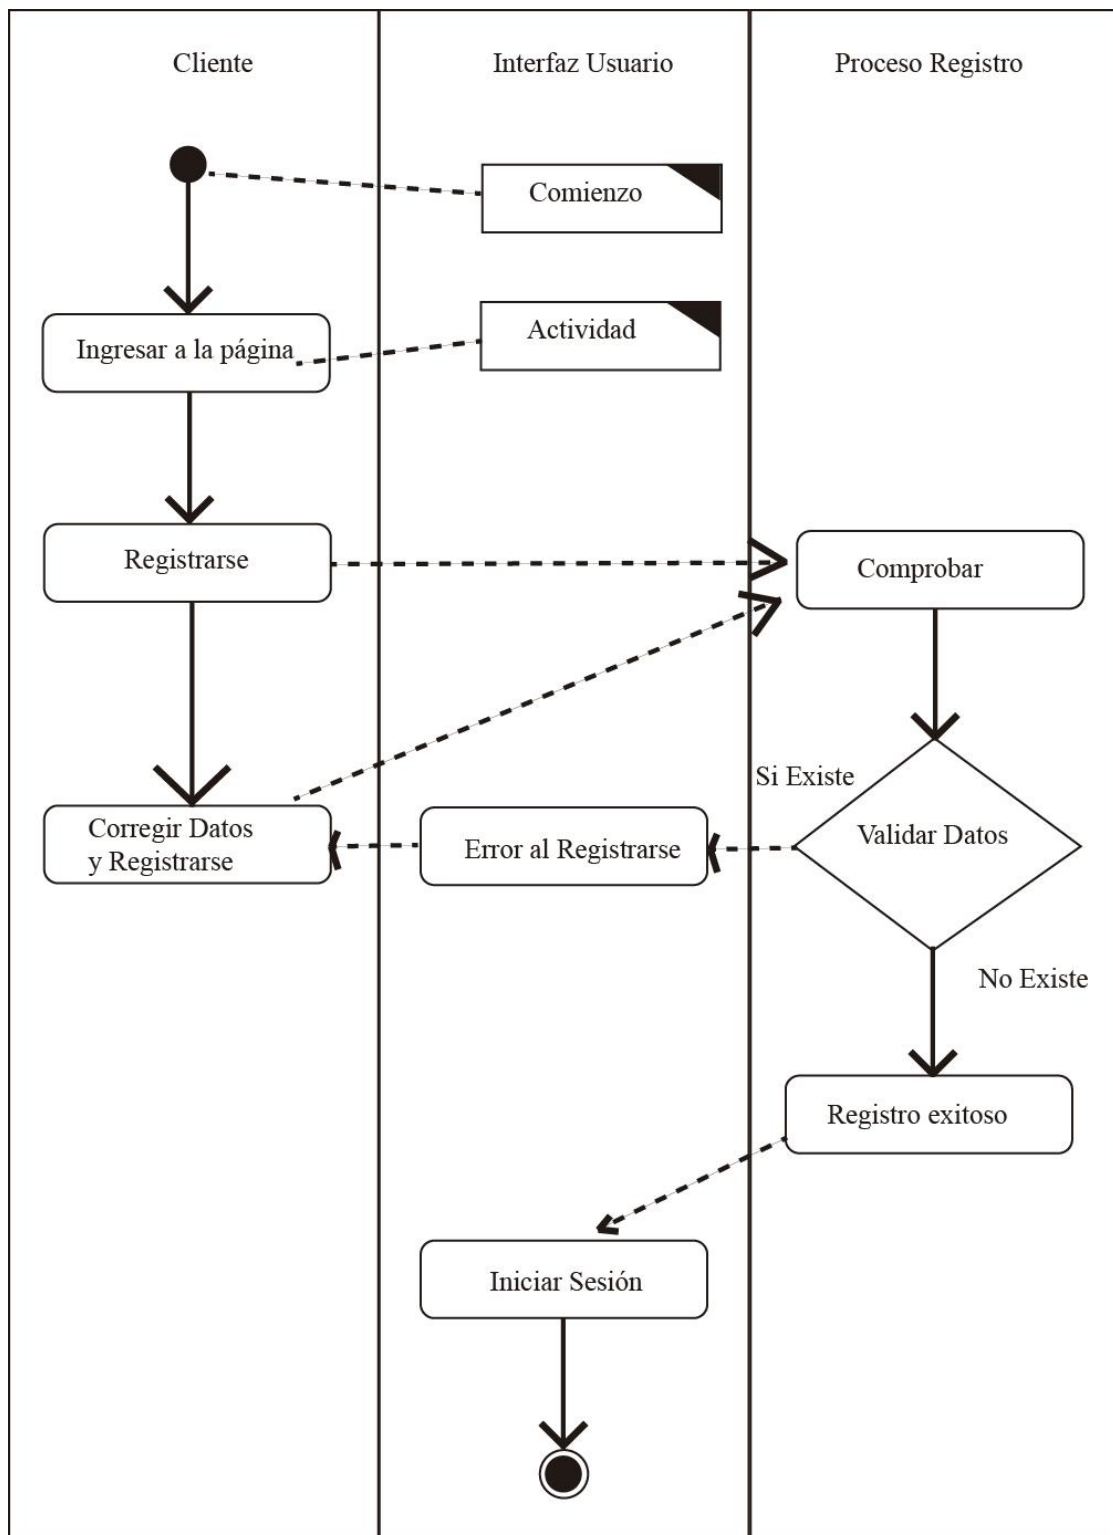 Cliente
Interfaz Usuario
Proceso Registro
Comienzo
Actividad
Ingresar a la página
Registrarse
Comprobar
Si Existe
Corregir Datos
y Registrarse
Error al Registrarse
Validar Datos
No Existe
Registro exitoso
Iniciar Sesión